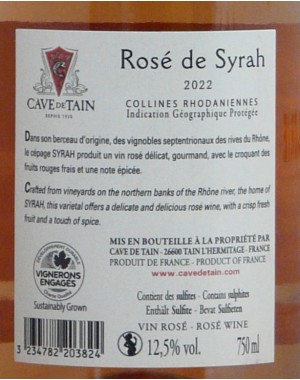 Rosé de Syrah
2022
CAVE DE TAIN
DEPUIS 1933
COLLINES RHODANIENNES
Indication Géographique Protégée
Dans son berceau d'origine, des vignobles septentrionaux des rives du Rhône,
le cépage SYRAH produit un vin rosé délicat, gourmand, avec le croquant des
fruits rouges frais et une note épicée.
Crafted from vineyards on the northern banks of the Rhône river, the home of
SYRAH, this varietal offers a delicate and delicious rosé wine, with a crisp fresh
fruit and a touch of spice.
MIS EN BOUTEILLE À LA PROPRIÉTÉ PAR
CAVE DE TAIN - 26600 TAIN L'HERMITAGE - FRANCE
PRODUIT DE FRANCE - PRODUCT OF FRANCE
www.cavedetain.com
VIGNERONS
ENGAGÉS
Sustainably Grown
Contient des sulfites - Contains sulphites
Enthält Sulfite - Bevat Sulfieten
VIN ROSÉ - ROSÉ WINE
3 234782 203824
12,5% vol.
750 ml